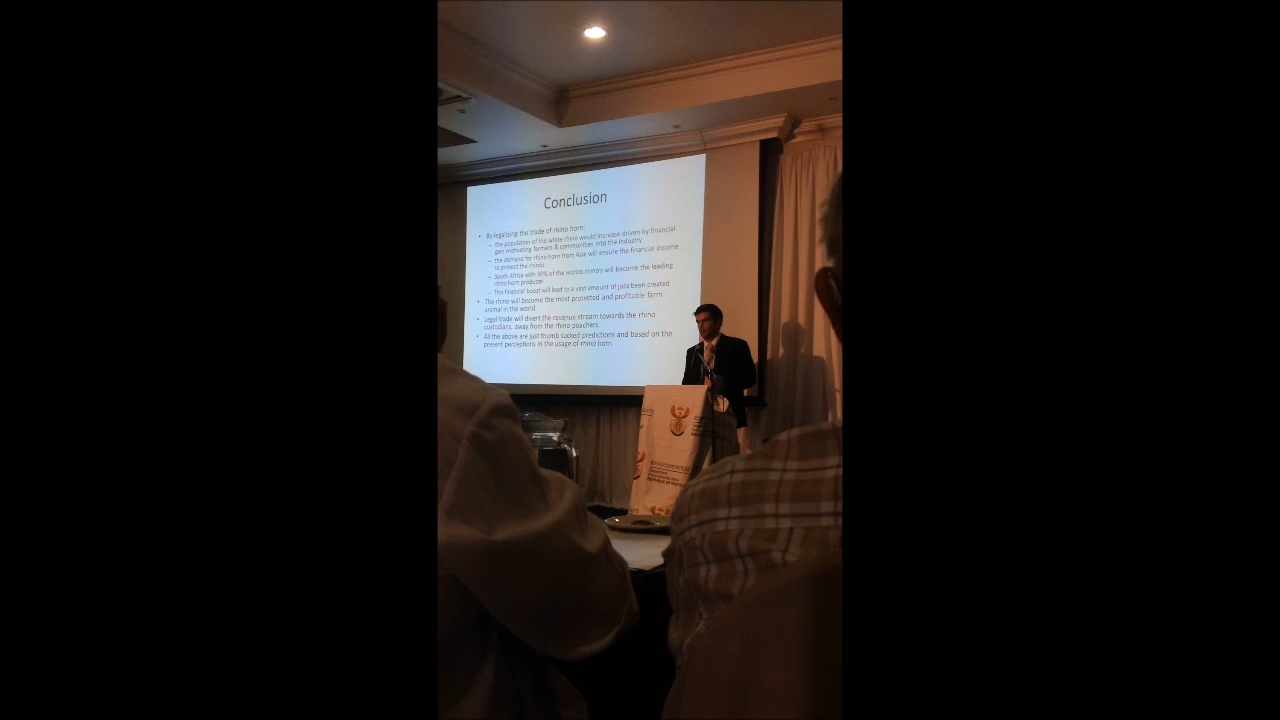 Conclusion
• By legalizing the trade of rhino horn:
– the population of the white rhino would increase driven by financial
gain motivating farmers & communities into the industry
– the demand for rhino horn from Asia will ensure the financial income
to protect the rhinos
– South Africa with 90% of the worlds rhino's will become the leading
rhino horn producer
– This financial boost will lead to a vast amount of jobs been created
• The rhino will become the most protected and profitable farm
animal in the world
• Legal trade will divert the revenue stream towards the rhino
custodians, away from the rhino poachers.
• All the above are just thumb sucked predictions and based on the
present perceptions in the usage of rhino horn.
environmental
REPUBLIC OF SOUTH A